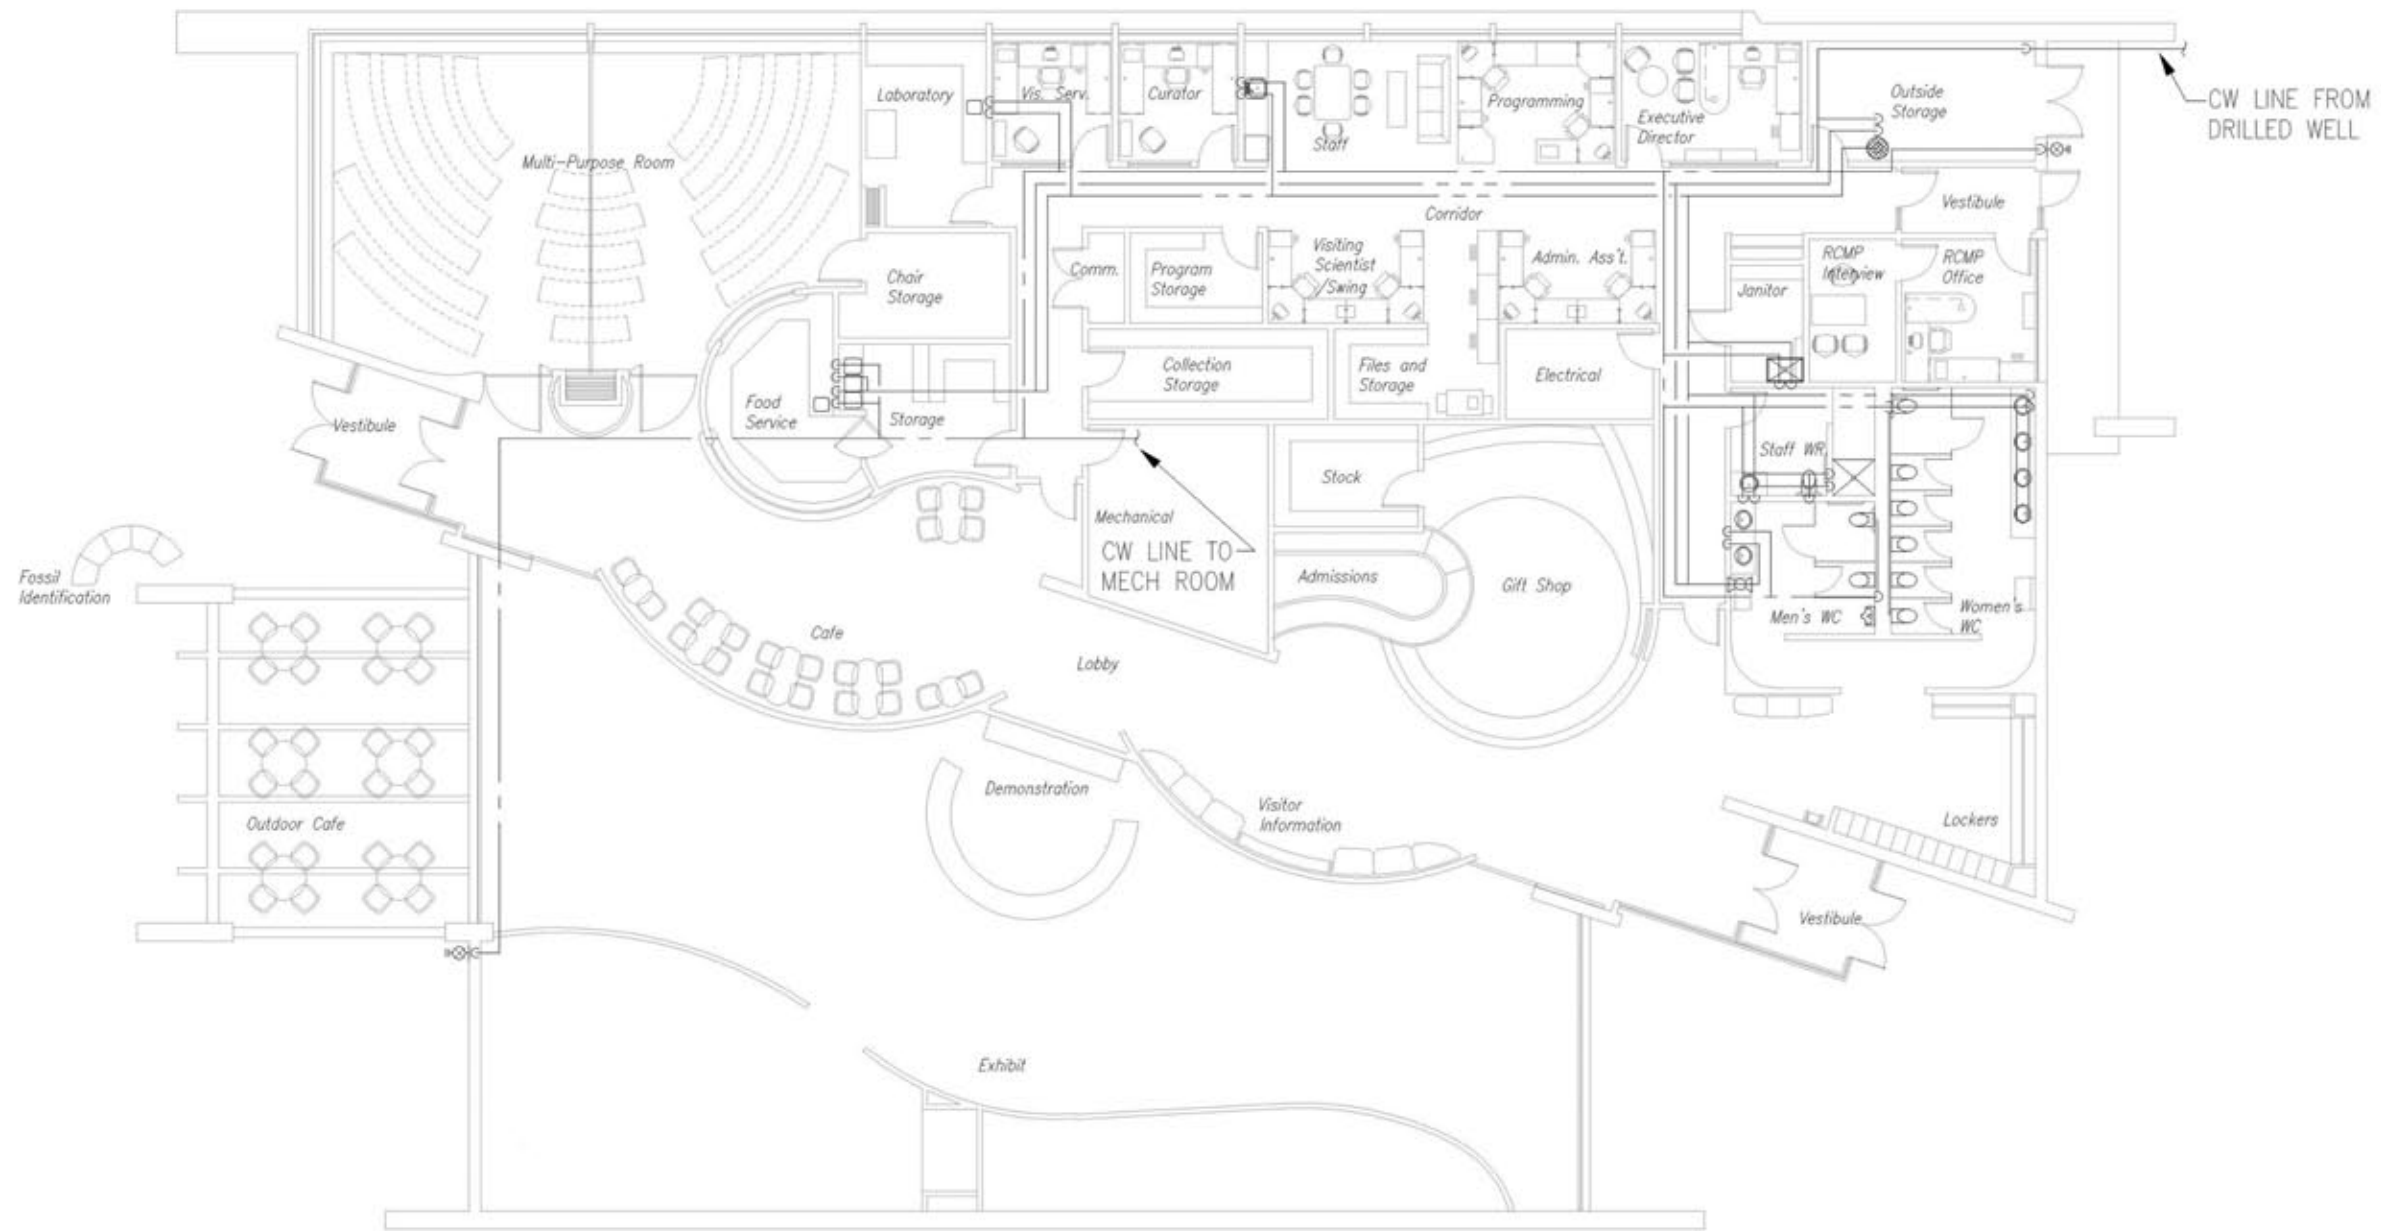 CW LINE FROM
DRILLED WELL
Laboratory
Vis. Serv.
Curator
Staff
Programming
Executive
Director
Outside
Storage
Multi-Purpose Room
Corridor
Vestibule
Chair
Storage
Comm.
Program
Storage
Visiting
Scientist
/Swing
Admin. Ass't.
Janitor
RCMP
Interview
RCMP
Office
Collection
Storage
Files and
Storage
Electrical
Food
Service
Storage
Vestibule
Staff WR
Stock
Mechanical
CW LINE TO
MECH ROOM
Admissions
Gift Shop
Men's WC
Women's
WC
Fossil
Identification
Cafe
Lobby
Demonstration
Visitor
Information
Outdoor Cafe
Lockers
Vestibule
Exhibit